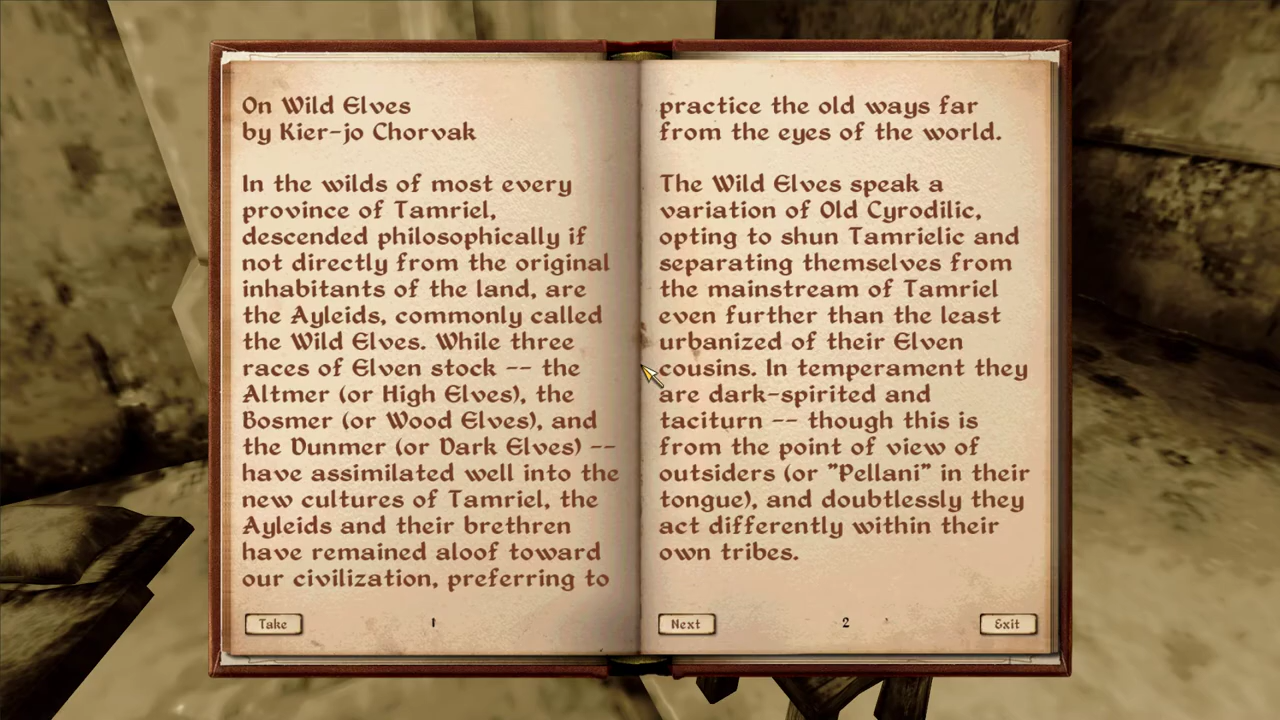 On Wild Elves
by Kier-jo Chorvak
In the wilds of most every
province of Tamriel,
descended philosophically if
not directly from the original
inhabitants of the land, are
the Ayleids, commonly called
the Wild Elves. While three
races of Elven stock -- the
Altmer (or High Elves), the
Bosmer (or Wood Elves), and
the Dunmer (or Dark Elves) --
have assimilated well into the
new cultures of Tamriel, the
Ayleids and their brethren
have remained aloof toward
our civilization, preferring to
Take
1
practice the old ways far
from the eyes of the world.
The Wild Elves speak a
variation of Old Cyrodilic,
opting to shun Tamrielic and
separating themselves from
the mainstream of Tamriel
even further than the least
urbanized of their Elven
cousins. In temperament they
are dark-spirited and
taciturn -- though this is
from the point of view of
outsiders (or "Pellani" in their
tongue), and doubtlessly they
act differently within their
own tribes.
Next
2
Exit